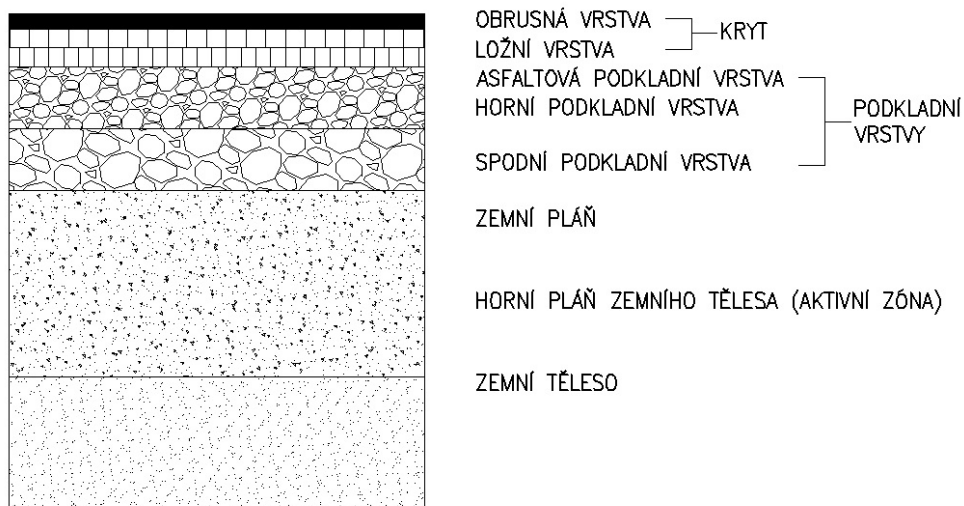 OBRUSNÁ VRSTVA
KRYT
LOŽNÍ VRSTVA
ASFALTOVÁ PODKLADNÍ VRSTVA
HORNÍ PODKLADNÍ VRSTVA
PODKLADNÍ
VRSTVY
SPODNÍ PODKLADNÍ VRSTVA
ZEMNÍ PLÁŇ
HORNÍ PLÁŇ ZEMNÍHO TĚLESA (AKTIVNÍ ZÓNA)
ZEMNÍ TĚLESO